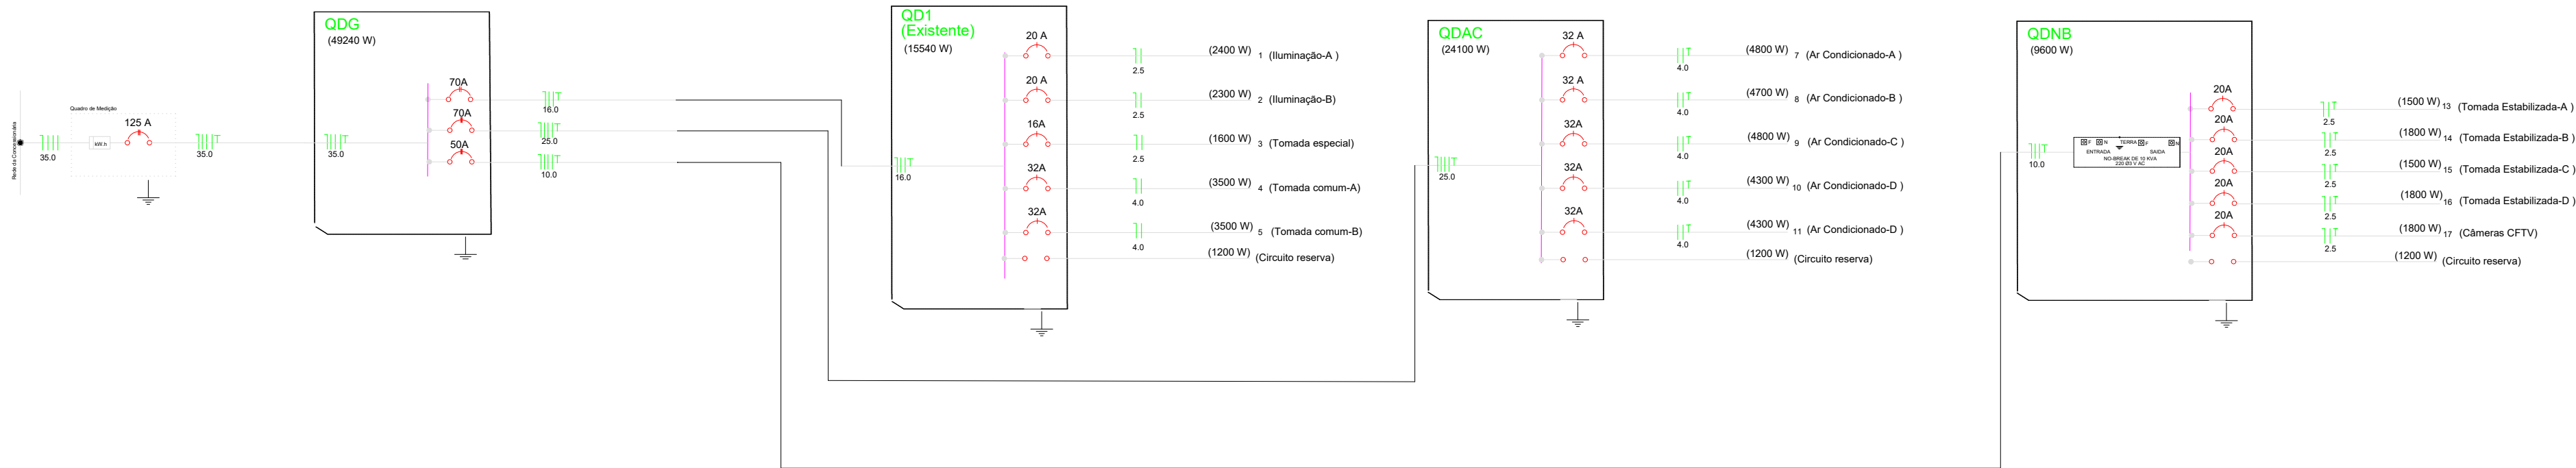 Rede da Concessionária
35.0
Quadro de Medição
kW.h
125 A
35.0
QDG
(49240 W)
35.0
70A
16.0
70A
25.0
50A
10.0
QD1
(Existente)
(15540 W)
16.0
20 A
2.5
(2400 W) 1 (Iluminação-A )
20 A
2.5
(2300 W) 2 (Iluminação-B)
16A
2.5
(1600 W) 3 (Tomada especial)
32A
4.0
(3500 W) 4 (Tomada comum-A)
32A
4.0
(3500 W) 5 (Tomada comum-B)
(1200 W) (Circuito reserva)
QDAC
(24100 W)
25.0
32 A
4.0
(4800 W) 7 (Ar Condicionado-A )
32 A
4.0
(4700 W) 8 (Ar Condicionado-B )
32A
4.0
(4800 W) 9 (Ar Condicionado-C )
32A
4.0
(4300 W) 10 (Ar Condicionado-D )
32A
4.0
(4300 W) 11 (Ar Condicionado-D )
(1200 W) (Circuito reserva)
QDNB
(9600 W)
10.0
F N TERRA F N
ENTRADA SAIDA
NO-BREAK DE 10 KVA
220 Ø3 V AC
20A
2.5
(1500 W) 13 (Tomada Estabilizada-A )
20A
2.5
(1800 W) 14 (Tomada Estabilizada-B )
20A
2.5
(1500 W) 15 (Tomada Estabilizada-C )
20A
2.5
(1800 W) 16 (Tomada Estabilizada-D )
20A
2.5
(1800 W) 17 (Câmeras CFTV)
(1200 W) (Circuito reserva)